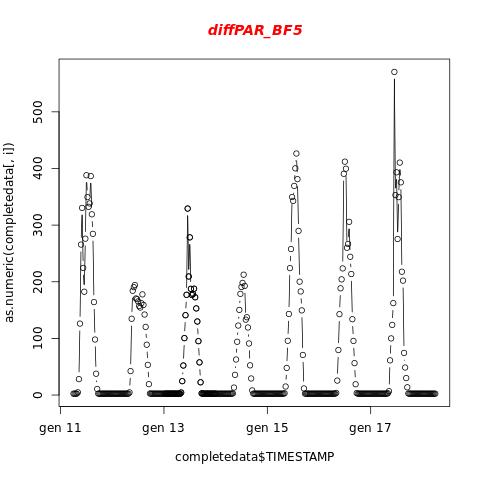 diffPAR_BF5
as.numeric(completedata[, i])
500
400
300
200
100
0
gen 11
gen 13
gen 15
gen 17
completedata$TIMESTAMP